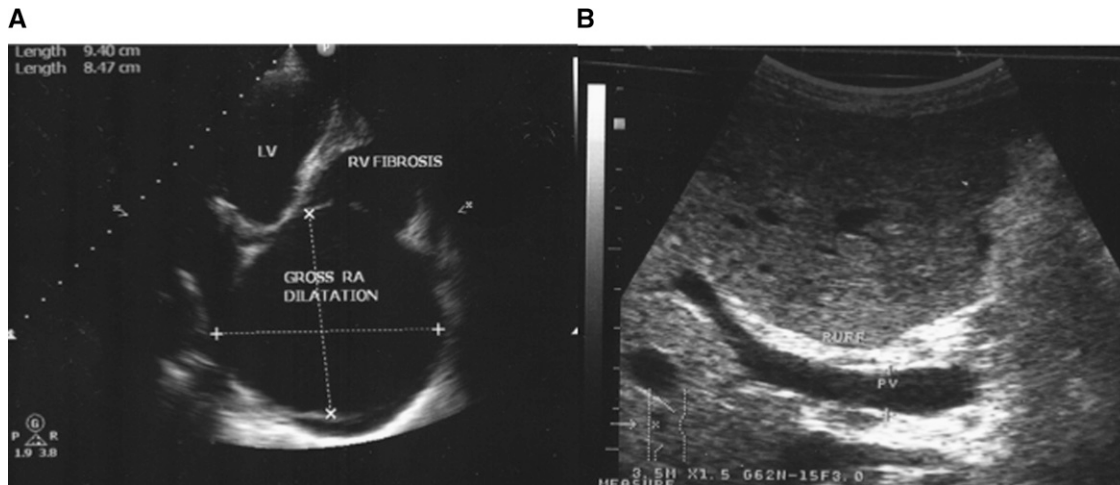 A
B
Length 9.40 cm
Length 8.47 cm
P
LV
RV FIBROSIS
GROSS RA
DILATATION
G
P R
1.9 3.8
PV
3.5M X1.5 G62N-15F3.0
MEASURE